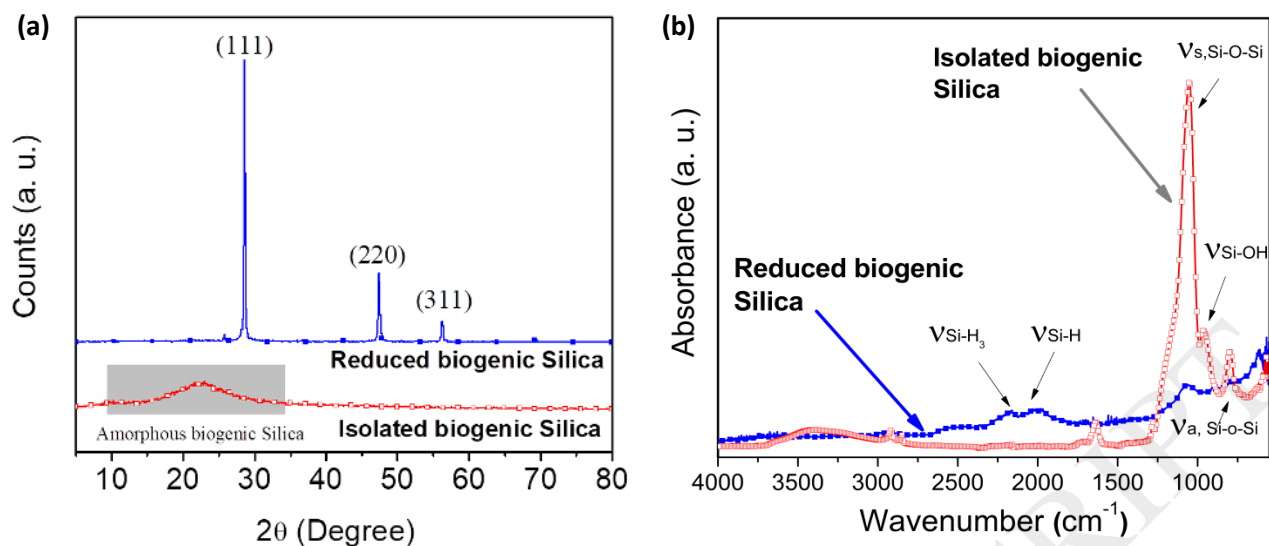 (a)
(111)
(220)
(311)
Reduced biogenic Silica
Amorphous biogenic Silica
Isolated biogenic Silica
Counts (a. u.)
10 20 30 40 50 60 70 80
2θ (Degree)
(b)
Isolated biogenic
Silica
νs,Si-O-Si
νSi-OH
Reduced biogenic
Silica
νSi-H3
νSi-H
νa, Si-o-Si
Absorbance (a. u.)
4000 3500 3000 2500 2000 1500 1000
Wavenumber (cm-1)
RIPT